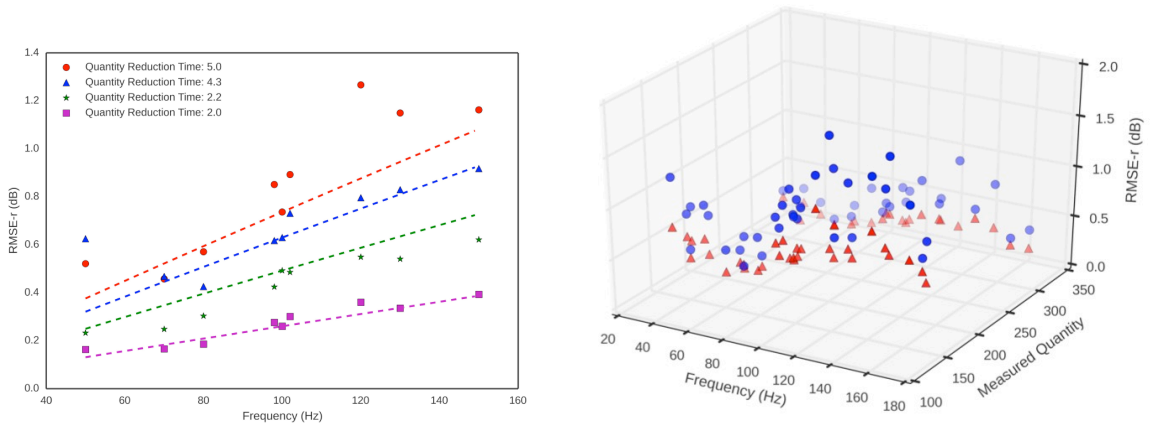 1.4
1.2
1.0
0.8
0.6
0.4
0.2
0.0
RMSE-r (dB)
Quantity Reduction Time: 5.0
Quantity Reduction Time: 4.3
Quantity Reduction Time: 2.2
Quantity Reduction Time: 2.0
40 60 80 100 120 140 160
Frequency (Hz)
2.0
1.5
1.0
0.5
0.0
RMSE-r (dB)
20 40 60 80 100 120 140 160 180
Frequency (Hz)
100 150 200 250 300 350
Measured Quantity